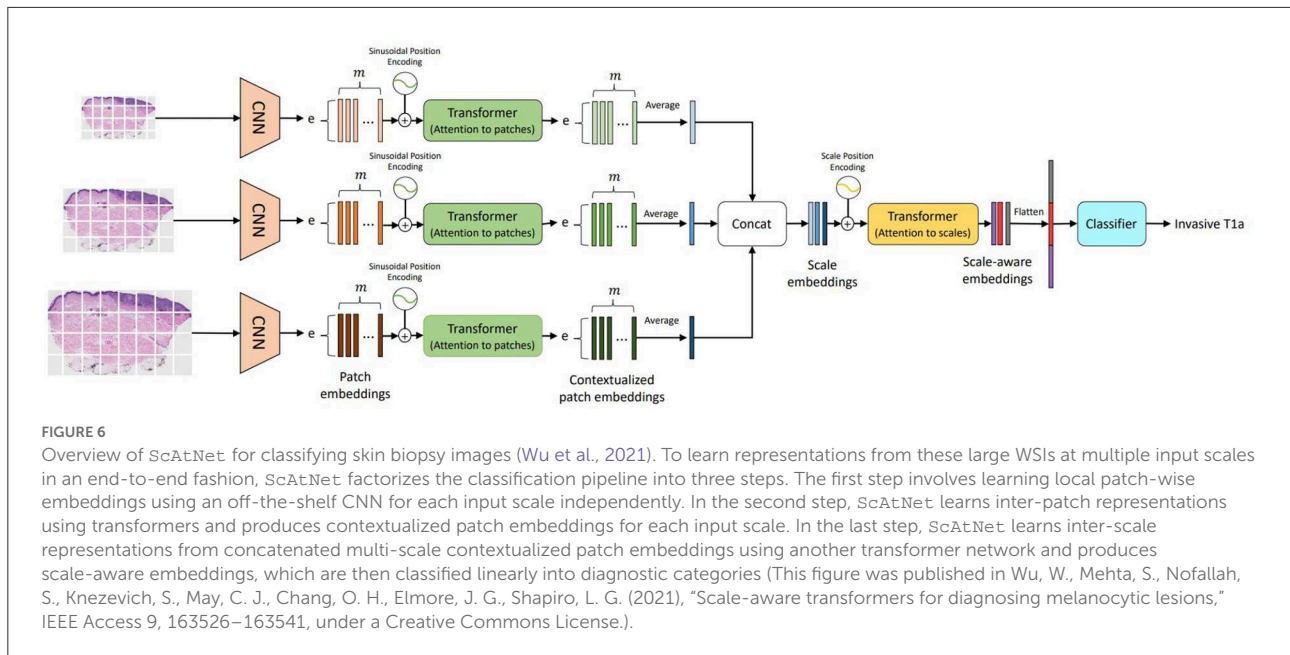 Sinusoidal Position
Encoding
m
m
CNN
e
...
+
Transformer
(Attention to patches)
e
...
Average
Sinusoidal Position
Encoding
m
m
Scale Position
Encoding
CNN
e
...
+
Transformer
(Attention to patches)
e
...
Average
Concat
+
Transformer
(Attention to scales)
Flatten
Classifier
Invasive T1a
Scale
embeddings
Scale-aware
embeddings
Sinusoidal Position
Encoding
m
m
CNN
e
...
+
Transformer
(Attention to patches)
e
...
Average
Patch
embeddings
Contextualized
patch embeddings
FIGURE 6
Overview of ScAtNet for classifying skin biopsy images (Wu et al., 2021). To learn representations from these large WSIs at multiple input scales
in an end-to-end fashion, ScAtNet factorizes the classification pipeline into three steps. The first step involves learning local patch-wise
embeddings using an off-the-shelf CNN for each input scale independently. In the second step, ScAtNet learns inter-patch representations
using transformers and produces contextualized patch embeddings for each input scale. In the last step, ScAtNet learns inter-scale
representations from concatenated multi-scale contextualized patch embeddings using another transformer network and produces
scale-aware embeddings, which are then classified linearly into diagnostic categories (This figure was published in Wu, W., Mehta, S., Nofallah,
S., Knezevich, S., May, C. J., Chang, O. H., Elmore, J. G., Shapiro, L. G. (2021), “Scale-aware transformers for diagnosing melanocytic lesions,”
IEEE Access 9, 163526–163541, under a Creative Commons License.).